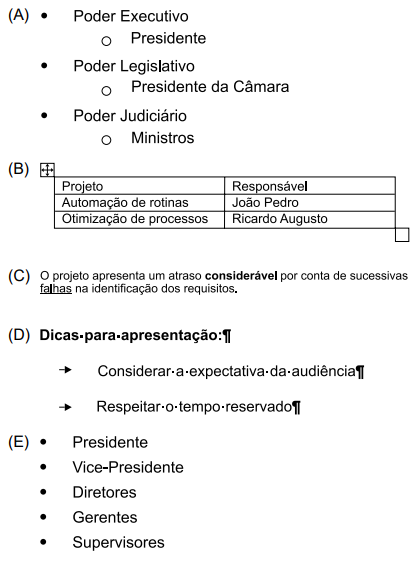 (A) • Poder Executivo
o Presidente
• Poder Legislativo
o Presidente da Câmara
• Poder Judiciário
o Ministros
(B)
Projeto Responsável
Automação de rotinas João Pedro
Otimização de processos Ricardo Augusto
(C) O projeto apresenta um atraso considerável por conta de sucessivas
falhas na identificação dos requisitos.
(D) Dicas·para·apresentação:¶
→ Considerar·a·expectativa·da·audiência¶
→ Respeitar·o·tempo·reservado¶
(E) • Presidente
• Vice-Presidente
• Diretores
• Gerentes
• Supervisores